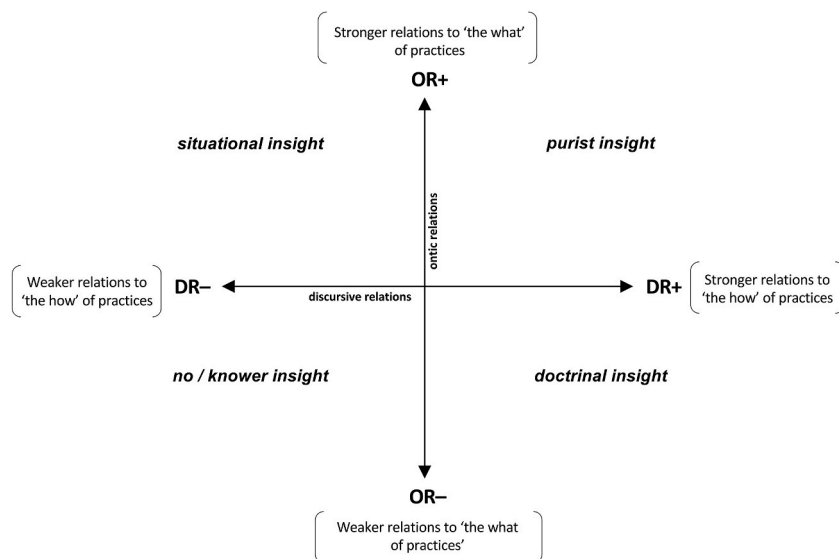 Stronger relations to ‘the what’
of practices
OR+
situational insight
purist insight
ontic relations
Weaker relations to
‘the how’ of practices
DR–
discursive relations
DR+
Stronger relations to
‘the how’ of practices
no / knower insight
doctrinal insight
OR–
Weaker relations to ‘the what
of practices’